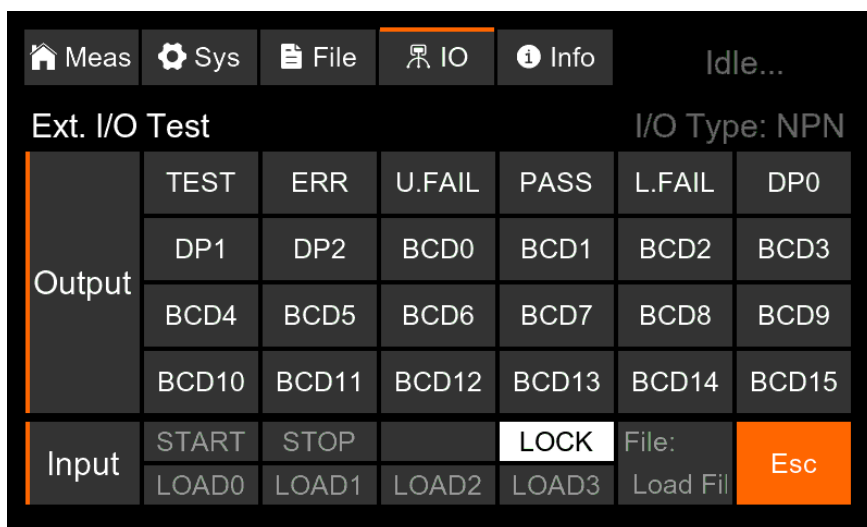 Meas Sys File IO Info Idle...
Ext. I/O Test I/O Type: NPN
Output
TEST ERR U.FAIL PASS L.FAIL DP0
DP1 DP2 BCD0 BCD1 BCD2 BCD3
BCD4 BCD5 BCD6 BCD7 BCD8 BCD9
BCD10 BCD11 BCD12 BCD13 BCD14 BCD15
Input
START STOP LOCK File:
LOAD0 LOAD1 LOAD2 LOAD3 Load Fil
Esc